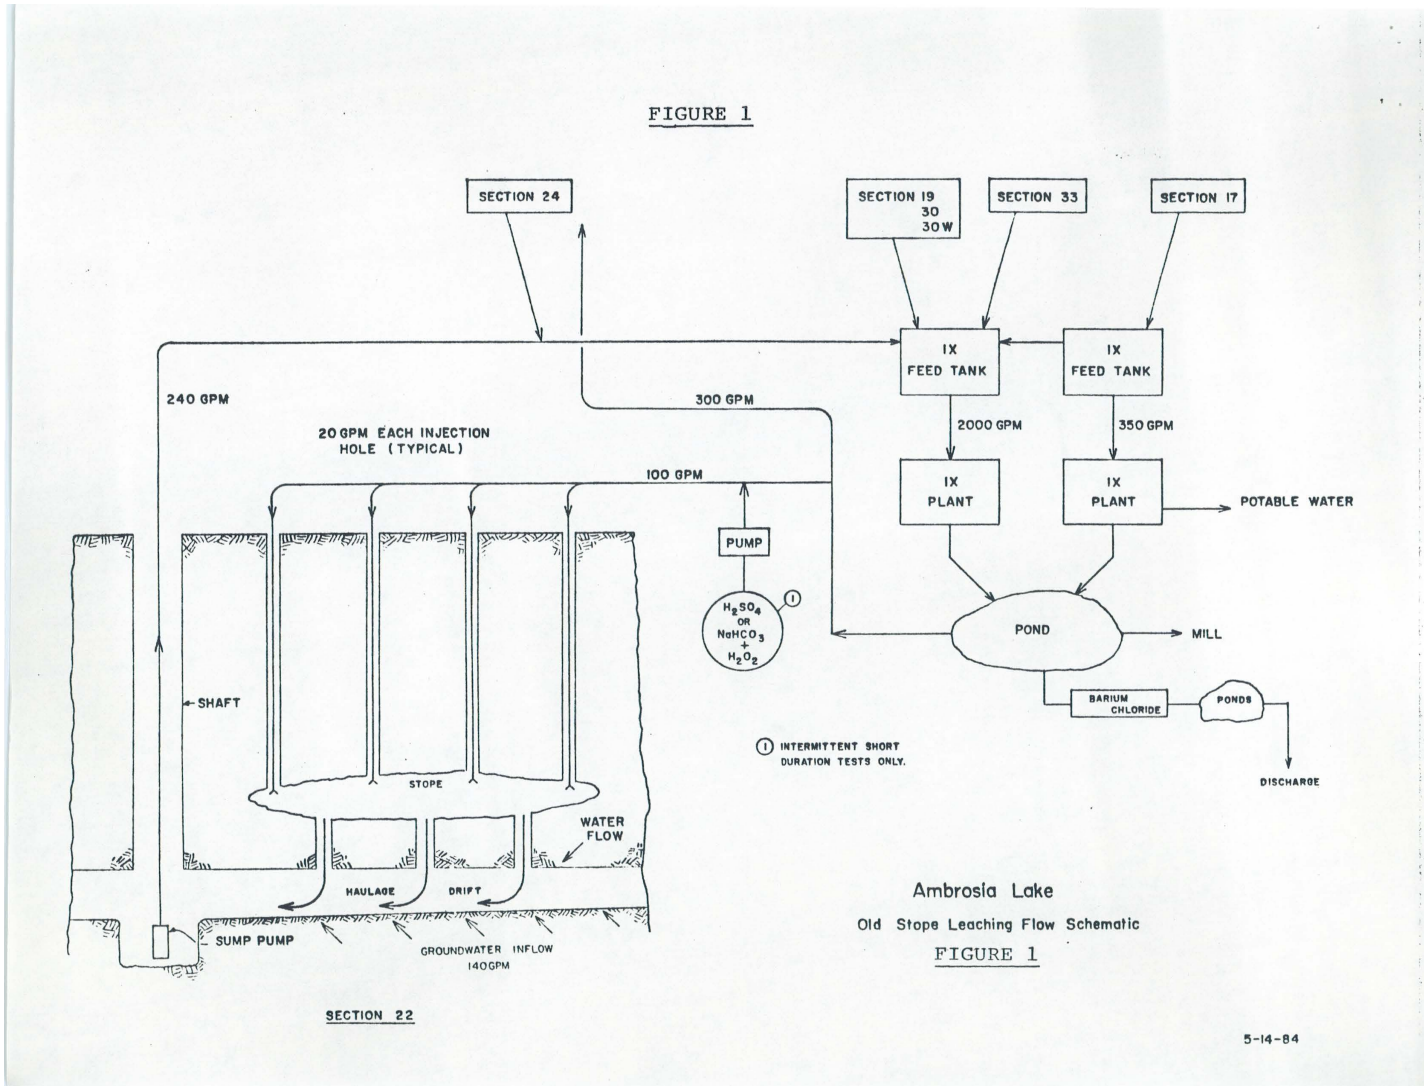 FIGURE 1
SECTION 24
SECTION 19
30
30W
SECTION 33
SECTION 17
IX
FEED TANK
IX
FEED TANK
240 GPM
300 GPM
2000 GPM
350 GPM
20 GPM EACH INJECTION
HOLE (TYPICAL)
100 GPM
IX
PLANT
IX
PLANT
POTABLE WATER
PUMP
H2SO4
OR
NaHCO3
+
H2O2
1
POND
MILL
SHAFT
BARIUM
CHLORIDE
PONDS
1 INTERMITTENT SHORT
DURATION TESTS ONLY.
DISCHARGE
STOPE
WATER
FLOW
HAULAGE DRIFT
SUMP PUMP
GROUNDWATER INFLOW
140GPM
Ambrosia Lake
Old Stope Leaching Flow Schematic
FIGURE 1
SECTION 22
5-14-84